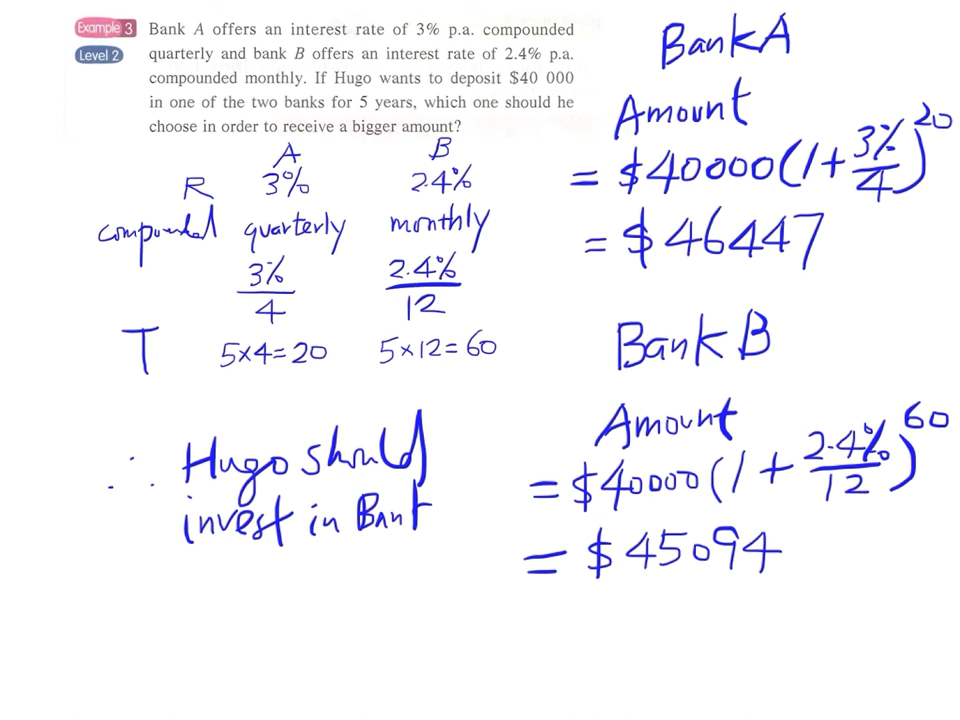 Example 3 Bank A offers an interest rate of 3% p.a. compounded
Level 2 quarterly and bank B offers an interest rate of 2.4% p.a.
compounded monthly. If Hugo wants to deposit $40 000
in one of the two banks for 5 years, which one should he
choose in order to receive a bigger amount?
A B
R 3% 2.4%
compounded quarterly monthly
3%/4 2.4%/12
T 5×4=20 5×12=60
∴ Hugo should
invest in Bank
Bank A
Amount
= $40000(1+3%/4)^20
= $46447
Bank B
Amount
= $40000(1+2.4%/12)^60
= $45094